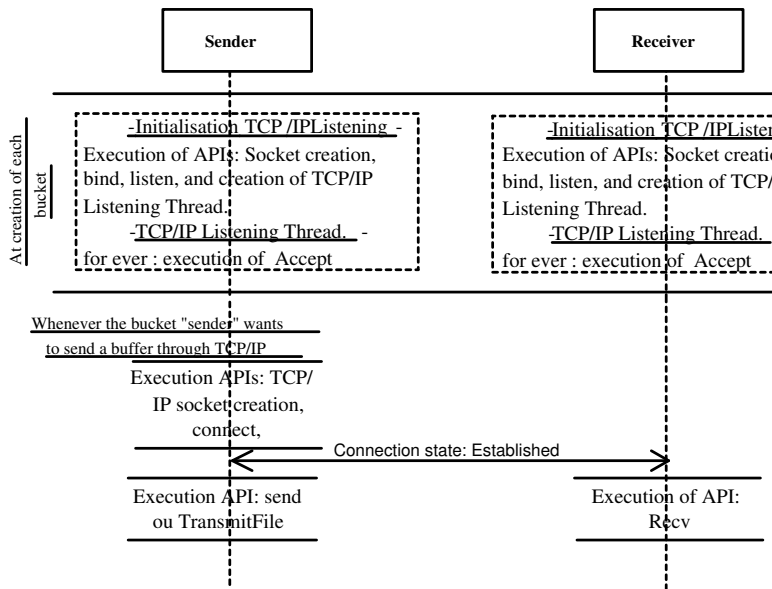 Sender
Receiver
At creation of each
bucket
-Initialisation TCP /IPListening -
Execution of APIs: Socket creation,
bind, listen, and creation of TCP/IP
Listening Thread.
-TCP/IP Listening Thread. -
for ever : execution of Accept
-Initialisation TCP /IPListen
Execution of APIs: Socket creatio
bind, listen, and creation of TCP/
Listening Thread.
-TCP/IP Listening Thread.
for ever : execution of Accept
Whenever the bucket "sender" wants
to send a buffer through TCP/IP
Execution APIs: TCP/
IP socket creation,
connect,
Connection state: Established
Execution API: send
ou TransmitFile
Execution of API:
Recv